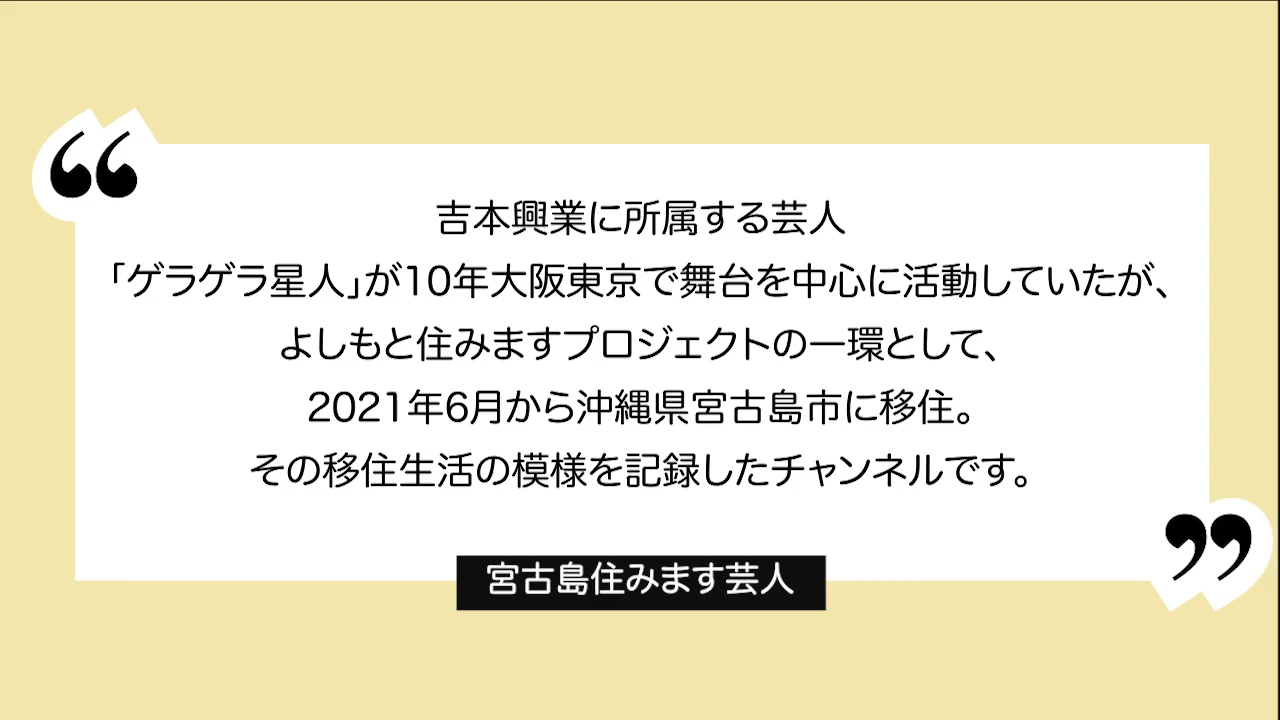 吉本興業に所属する芸人
「ゲラゲラ星人」が10年大阪東京で舞台を中心に活動していたが、
よしもと住みますプロジェクトの一環として、
2021年6月から沖縄県宮古島市に移住。
その移住生活の模様を記録したチャンネルです。
宮古島住みます芸人